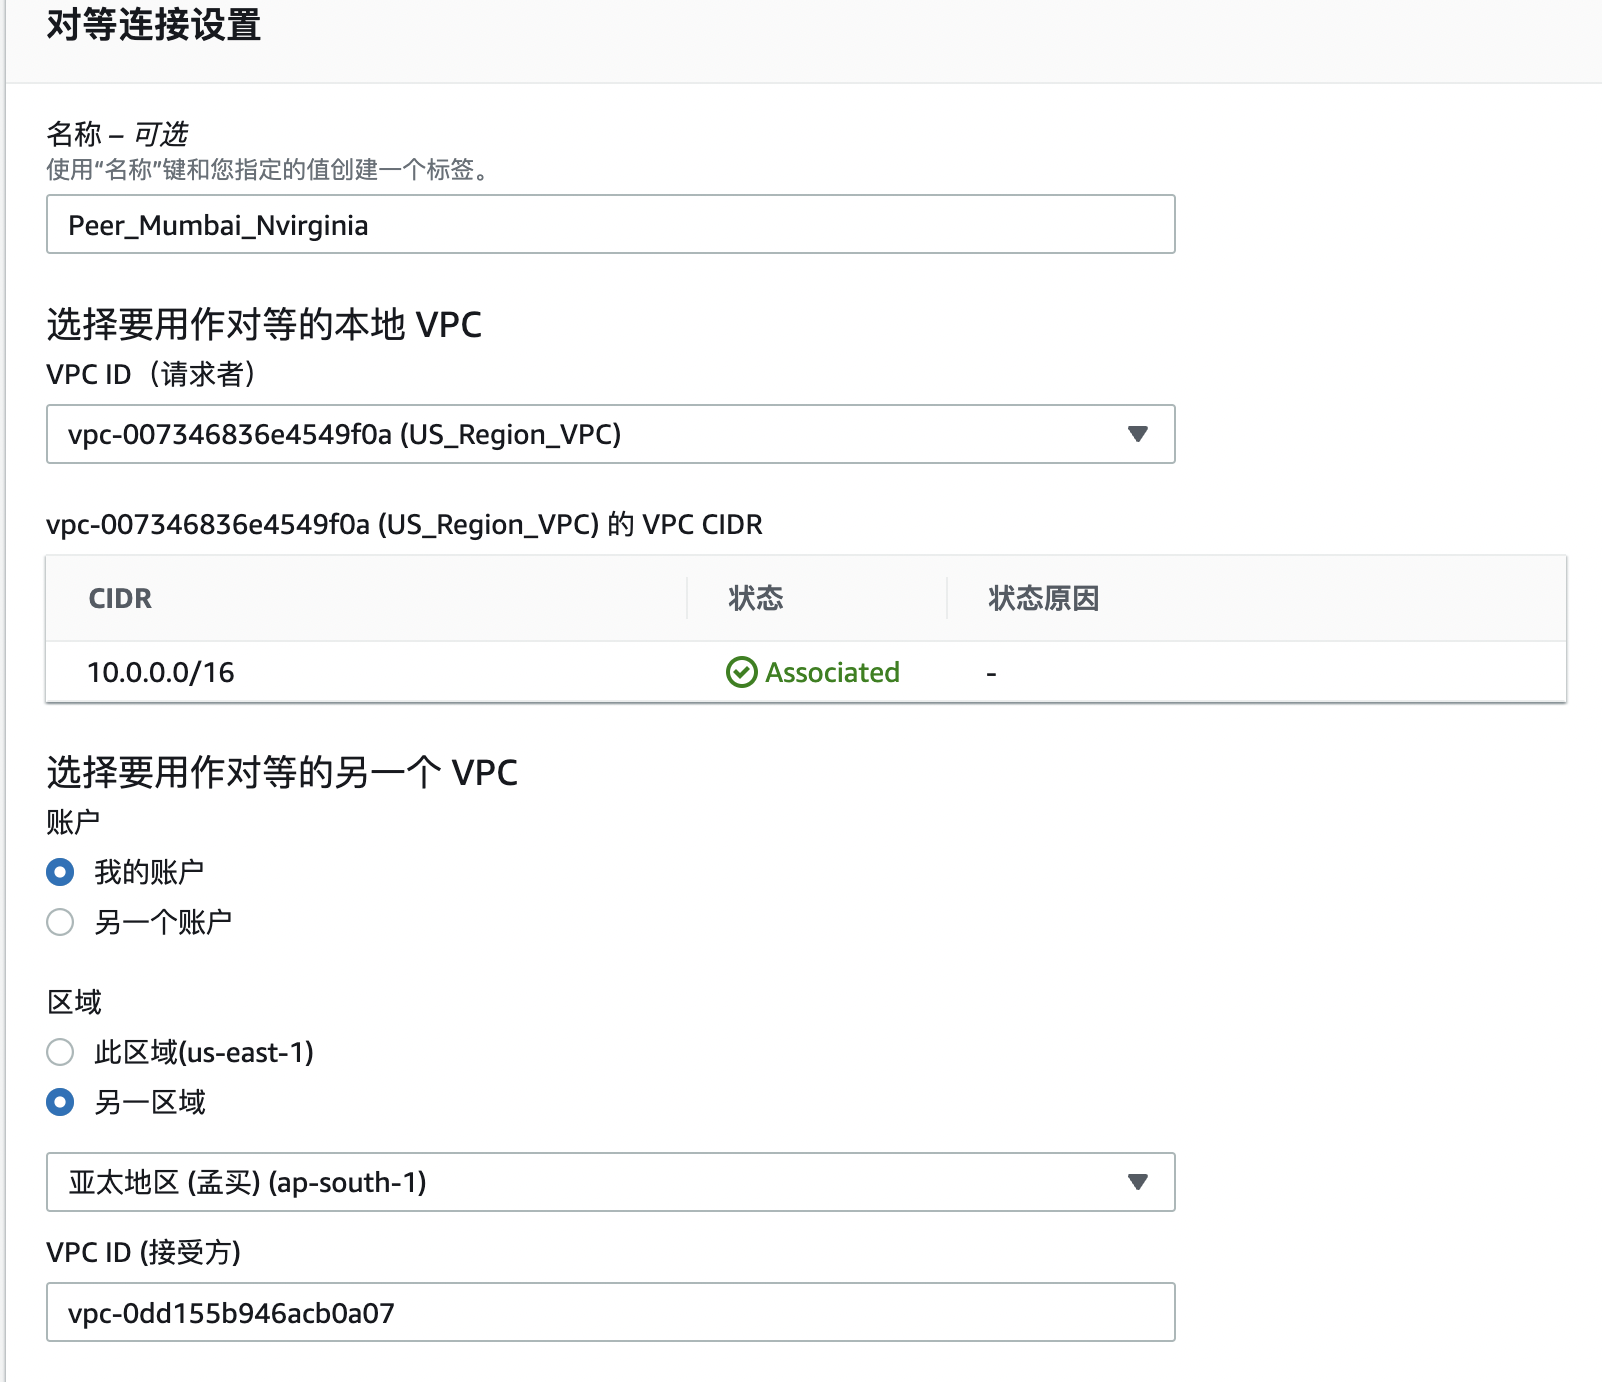 对等连接设置
名称 – 可选
使用“名称”键和您指定的值创建一个标签。
Peer_Mumbai_Nvirginia
选择要用作对等的本地 VPC
VPC ID（请求者）
vpc-007346836e4549f0a (US_Region_VPC)
vpc-007346836e4549f0a (US_Region_VPC) 的 VPC CIDR
CIDR 状态 状态原因
10.0.0.0/16 Associated -
选择要用作对等的另一个 VPC
账户
我的账户
另一个账户
区域
此区域(us-east-1)
另一区域
亚太地区 (孟买) (ap-south-1)
VPC ID (接受方)
vpc-0dd155b946acb0a07